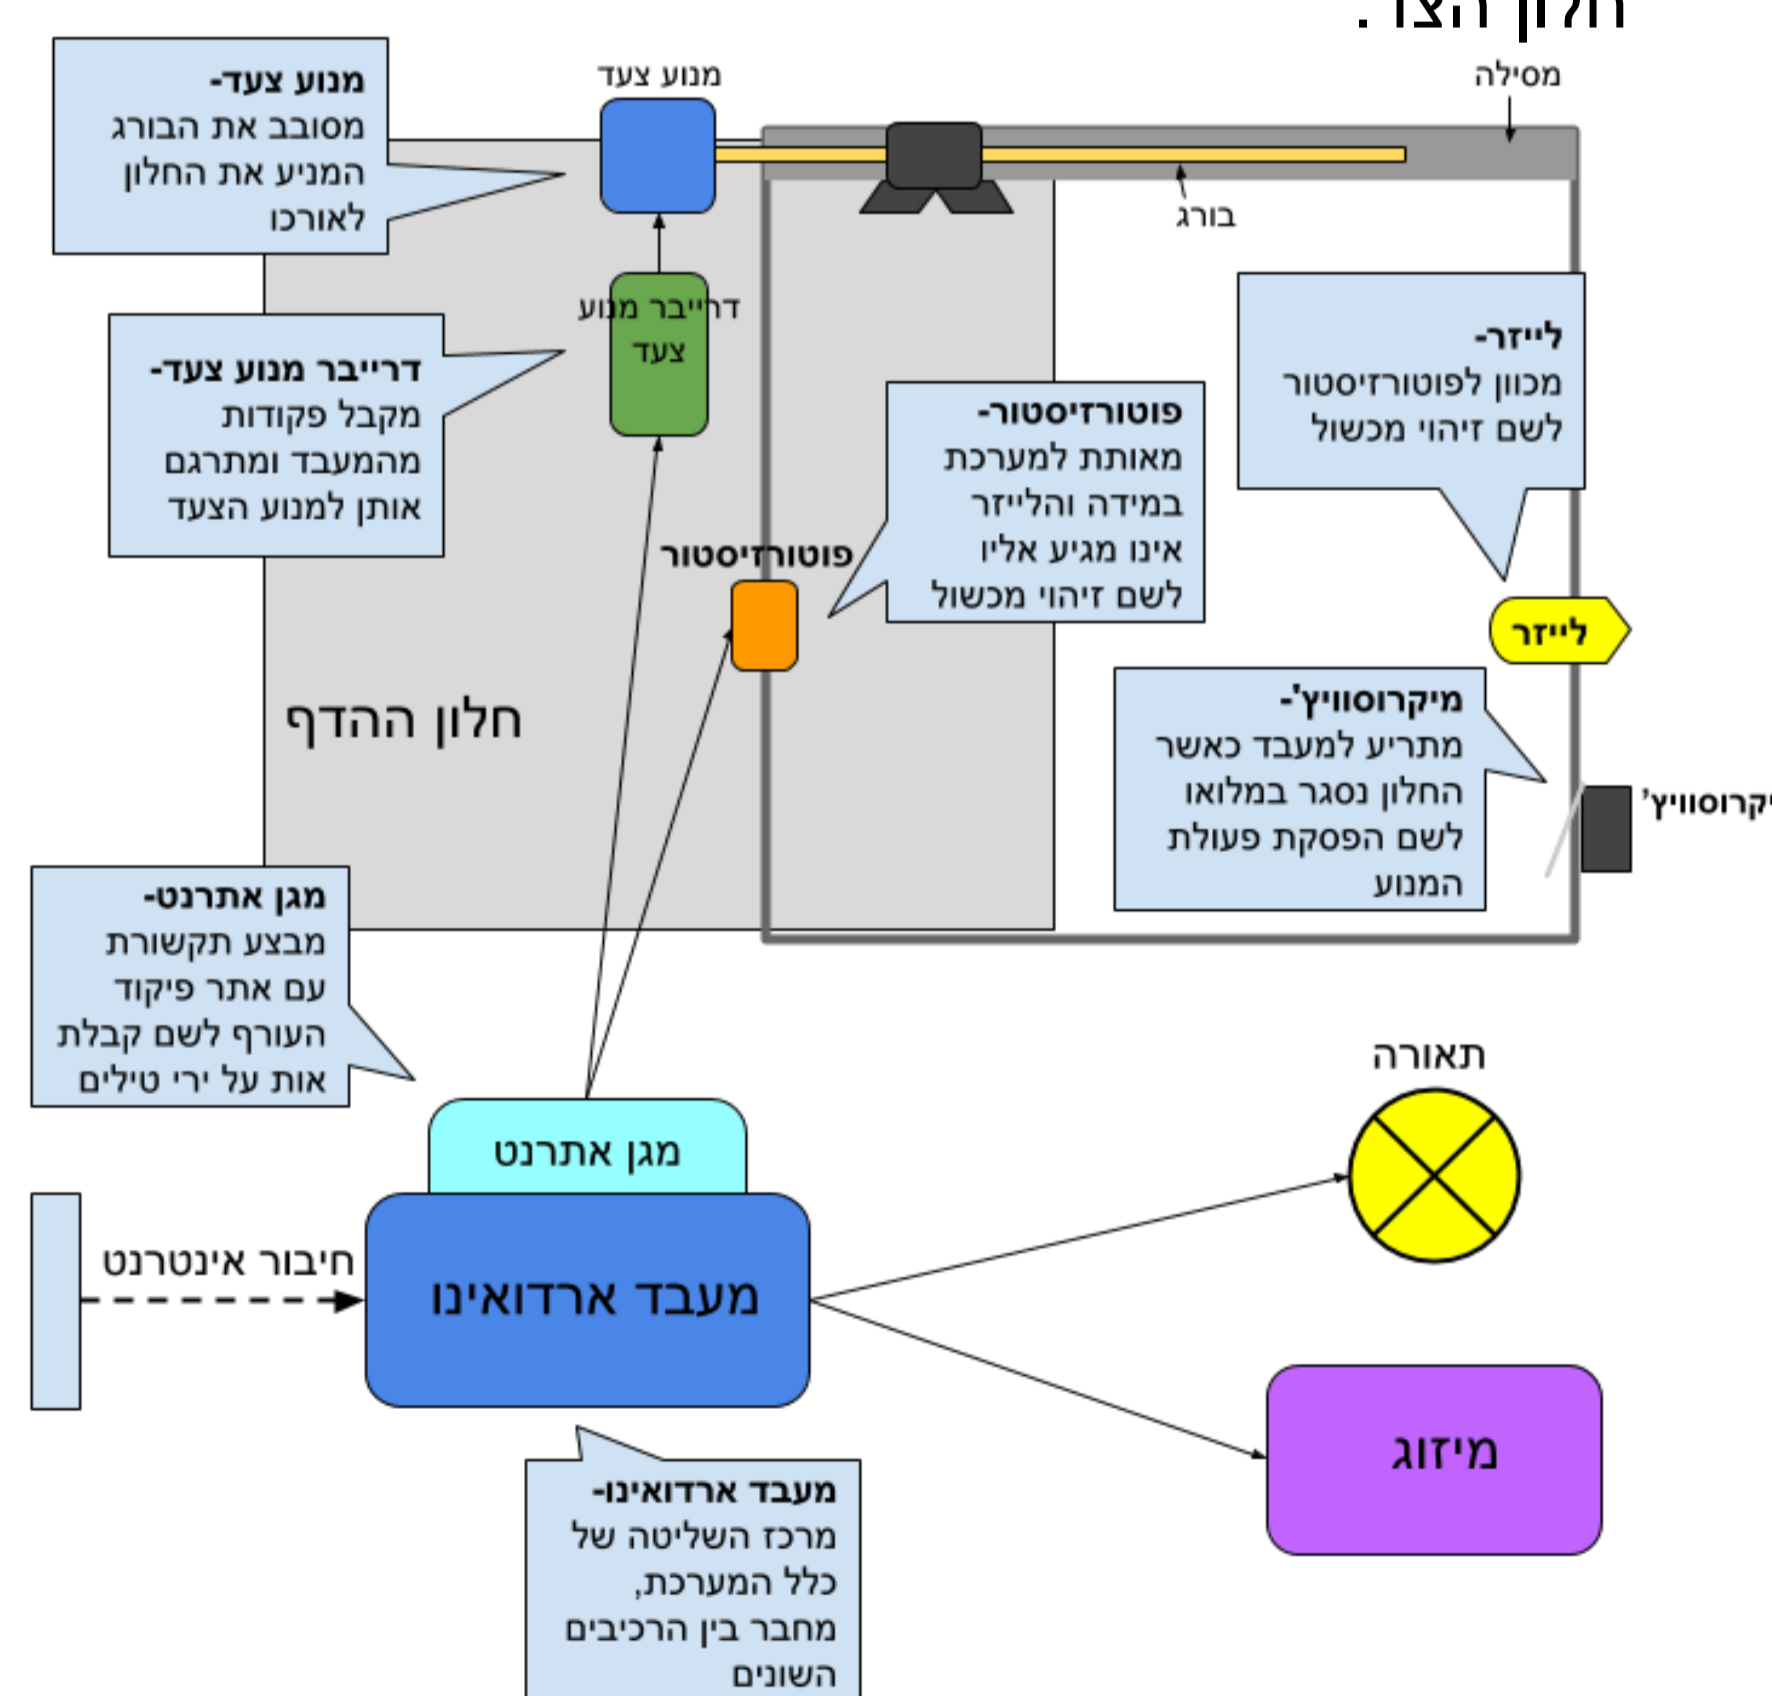 חלון הצד.
מנוע צעד
מסילה
מנוע צעד-
מסובב את הבורג
המניע את החלון
לאורכו
בורג
דרייבר מנוע
צעד
לייזר-
מכוון לפוטורזיסטור
לשם זיהוי מכשול
דרייבר מנוע צעד-
מקבל פקודות
מהמעבד ומתרגם
אותן למנוע הצעד
פוטורזיסטור-
מאותת למערכת
במידה והלייזר
אינו מגיע אליו
לשם זיהוי מכשול
פוטורזיסטור
לייזר
חלון ההדף
מיקרוסוויץ'-
מתריע למעבד כאשר
החלון נסגר במלואו
לשם הפסקת פעולת
המנוע
יקרוסוויץ'
מגן אתרנט-
מבצע תקשורת
עם אתר פיקוד
העורף לשם קבלת
אות על ירי טילים
תאורה
מגן אתרנט
חיבור אינטרנט
מעבד ארדואינו
מיזוג
מעבד ארדואינו-
מרכז השליטה של
כלל המערכת,
מחבר בין הרכיבים
השונים